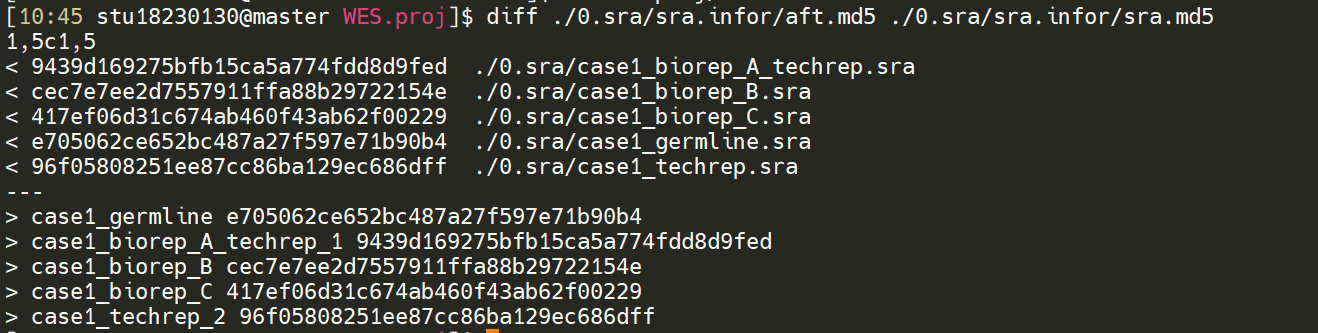 [10:45 stu18230130@master WES.proj]$ diff ./0.sra/sra.infor/aft.md5 ./0.sra/sra.infor/sra.md5
1,5c1,5
< 9439d169275bfb15ca5a774fdd8d9fed  ./0.sra/case1_biorep_A_techrep.sra
< cec7e7ee2d7557911ffa88b29722154e  ./0.sra/case1_biorep_B.sra
< 417ef06d31c674ab460f43ab62f00229  ./0.sra/case1_biorep_C.sra
< e705062ce652bc487a27f597e71b90b4  ./0.sra/case1_germline.sra
< 96f05808251ee87cc86ba129ec686dff  ./0.sra/case1_techrep.sra
---
> case1_germline e705062ce652bc487a27f597e71b90b4
> case1_biorep_A_techrep_1 9439d169275bfb15ca5a774fdd8d9fed
> case1_biorep_B cec7e7ee2d7557911ffa88b29722154e
> case1_biorep_C 417ef06d31c674ab460f43ab62f00229
> case1_techrep_2 96f05808251ee87cc86ba129ec686dff